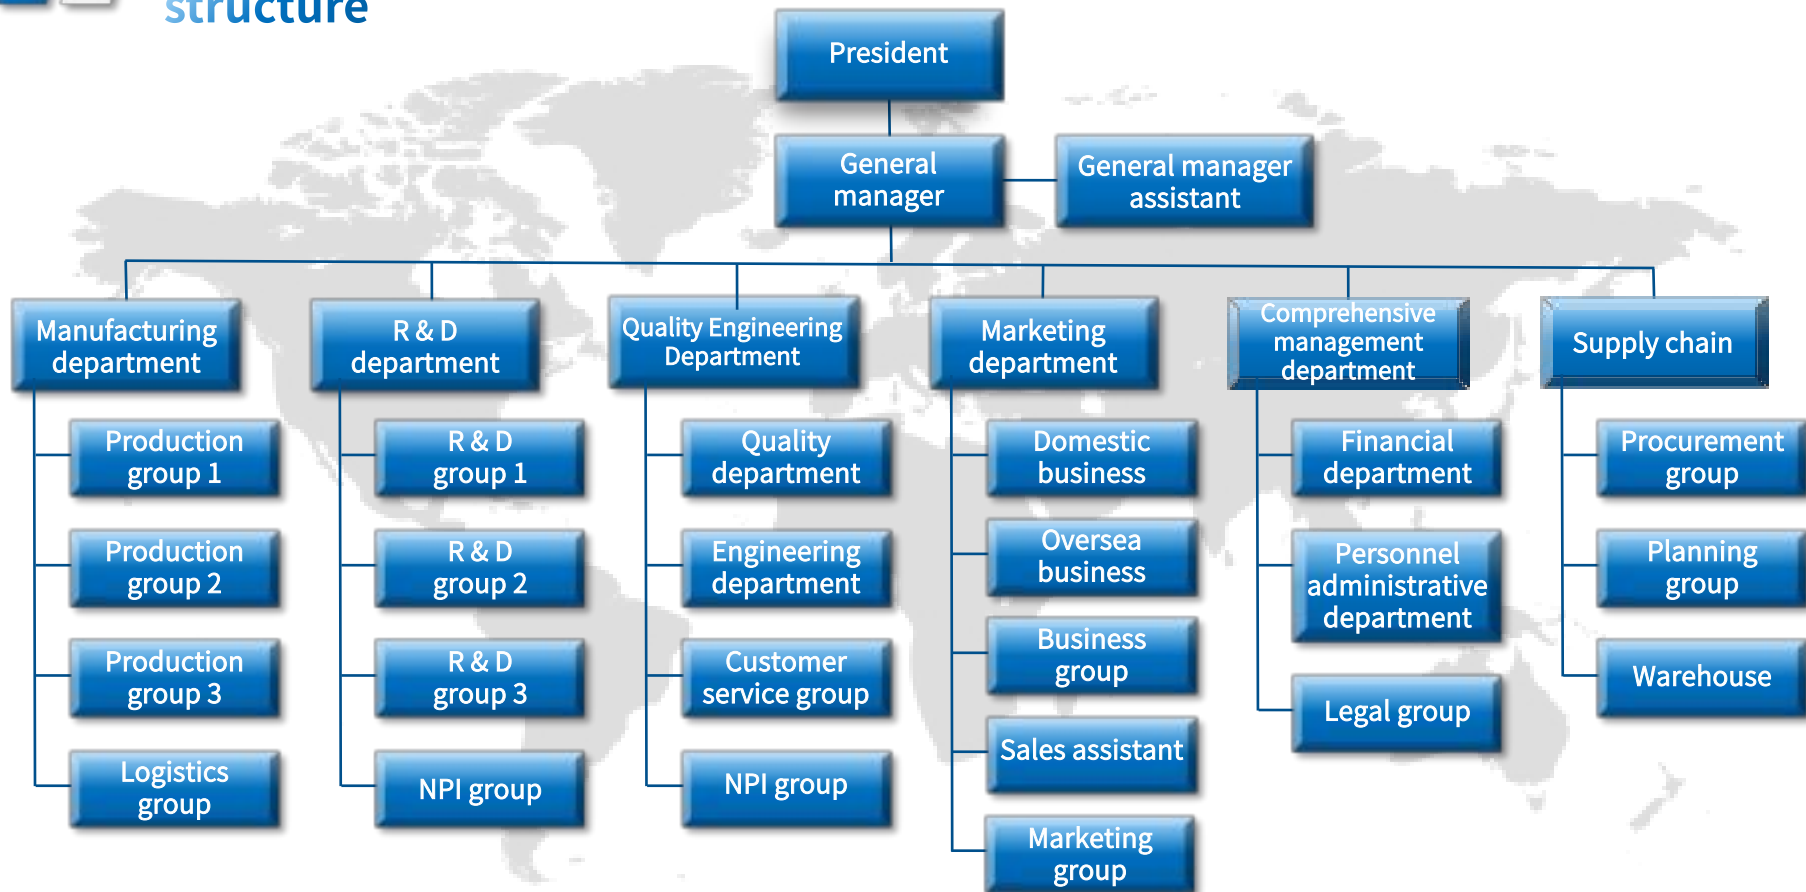 structure
President
General
manager
General manager
assistant
Manufacturing
department
R & D
department
Quality Engineering
Department
Marketing
department
Comprehensive
management
department
Supply chain
Production
group 1
Production
group 2
Production
group 3
Logistics
group
R & D
group 1
R & D
group 2
R & D
group 3
NPI group
Quality
department
Engineering
department
Customer
service group
NPI group
Domestic
business
Oversea
business
Business
group
Sales assistant
Marketing
group
Financial
department
Personnel
administrative
department
Legal group
Procurement
group
Planning
group
Warehouse